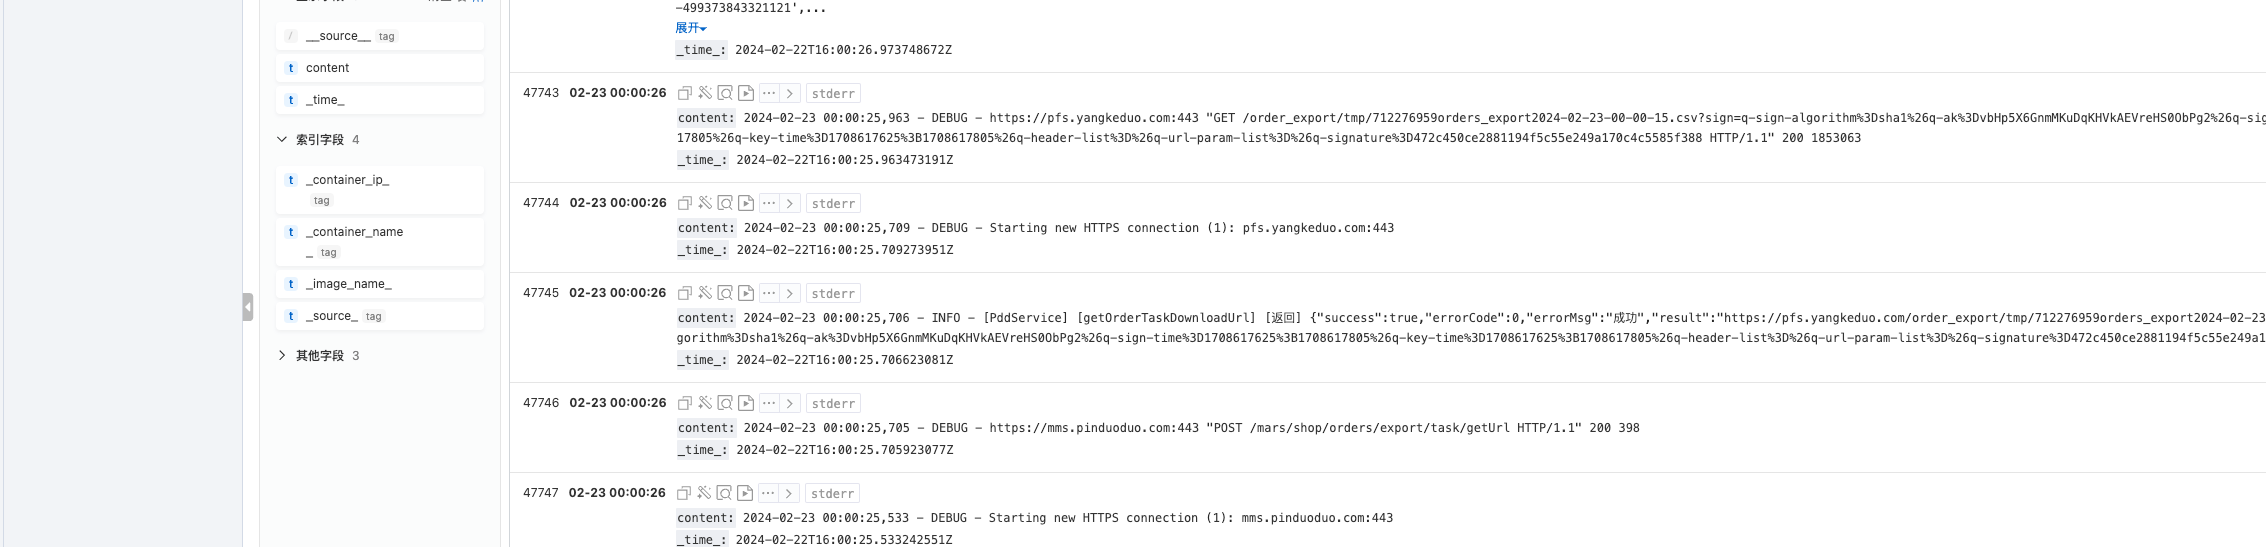 __source__ tag
content
_time_
索引字段 4
_container_ip_
tag
_container_name
_ tag
_image_name_
_source_ tag
其他字段 3
-499373843321121',...
展开
_time_: 2024-02-22T16:00:26.973748672Z
47743 02-23 00:00:26 ··· > stderr
content: 2024-02-23 00:00:25,963 - DEBUG - https://pfs.yangkeduo.com:443 "GET /order_export/tmp/712276959orders_export2024-02-23-00-00-15.csv?sign=q-sign-algorithm%3Dsha1%26q-ak%3DvbHp5X6GnmMKuDqKHVkAEVreHS0ObPg2%26q-sig
17805%26q-key-time%3D1708617625%3B1708617805%26q-header-list%3D%26q-url-param-list%3D%26q-signature%3D472c450ce2881194f5c55e249a170c4c5585f388 HTTP/1.1" 200 1853063
_time_: 2024-02-22T16:00:25.963473191Z
47744 02-23 00:00:26 ··· > stderr
content: 2024-02-23 00:00:25,709 - DEBUG - Starting new HTTPS connection (1): pfs.yangkeduo.com:443
_time_: 2024-02-22T16:00:25.709273951Z
47745 02-23 00:00:26 ··· > stderr
content: 2024-02-23 00:00:25,706 - INFO - [PddService] [getOrderTaskDownloadUrl] [返回] {"success":true,"errorCode":0,"errorMsg":"成功","result":"https://pfs.yangkeduo.com/order_export/tmp/712276959orders_export2024-02-23
gorithm%3Dsha1%26q-ak%3DvbHp5X6GnmMKuDqKHVkAEVreHS0ObPg2%26q-sign-time%3D1708617625%3B1708617805%26q-key-time%3D1708617625%3B1708617805%26q-header-list%3D%26q-url-param-list%3D%26q-signature%3D472c450ce2881194f5c55e249a1
_time_: 2024-02-22T16:00:25.706623081Z
47746 02-23 00:00:26 ··· > stderr
content: 2024-02-23 00:00:25,705 - DEBUG - https://mms.pinduoduo.com:443 "POST /mars/shop/orders/export/task/getUrl HTTP/1.1" 200 398
_time_: 2024-02-22T16:00:25.705923077Z
47747 02-23 00:00:26 ··· > stderr
content: 2024-02-23 00:00:25,533 - DEBUG - Starting new HTTPS connection (1): mms.pinduoduo.com:443
_time_: 2024-02-22T16:00:25.533242551Z